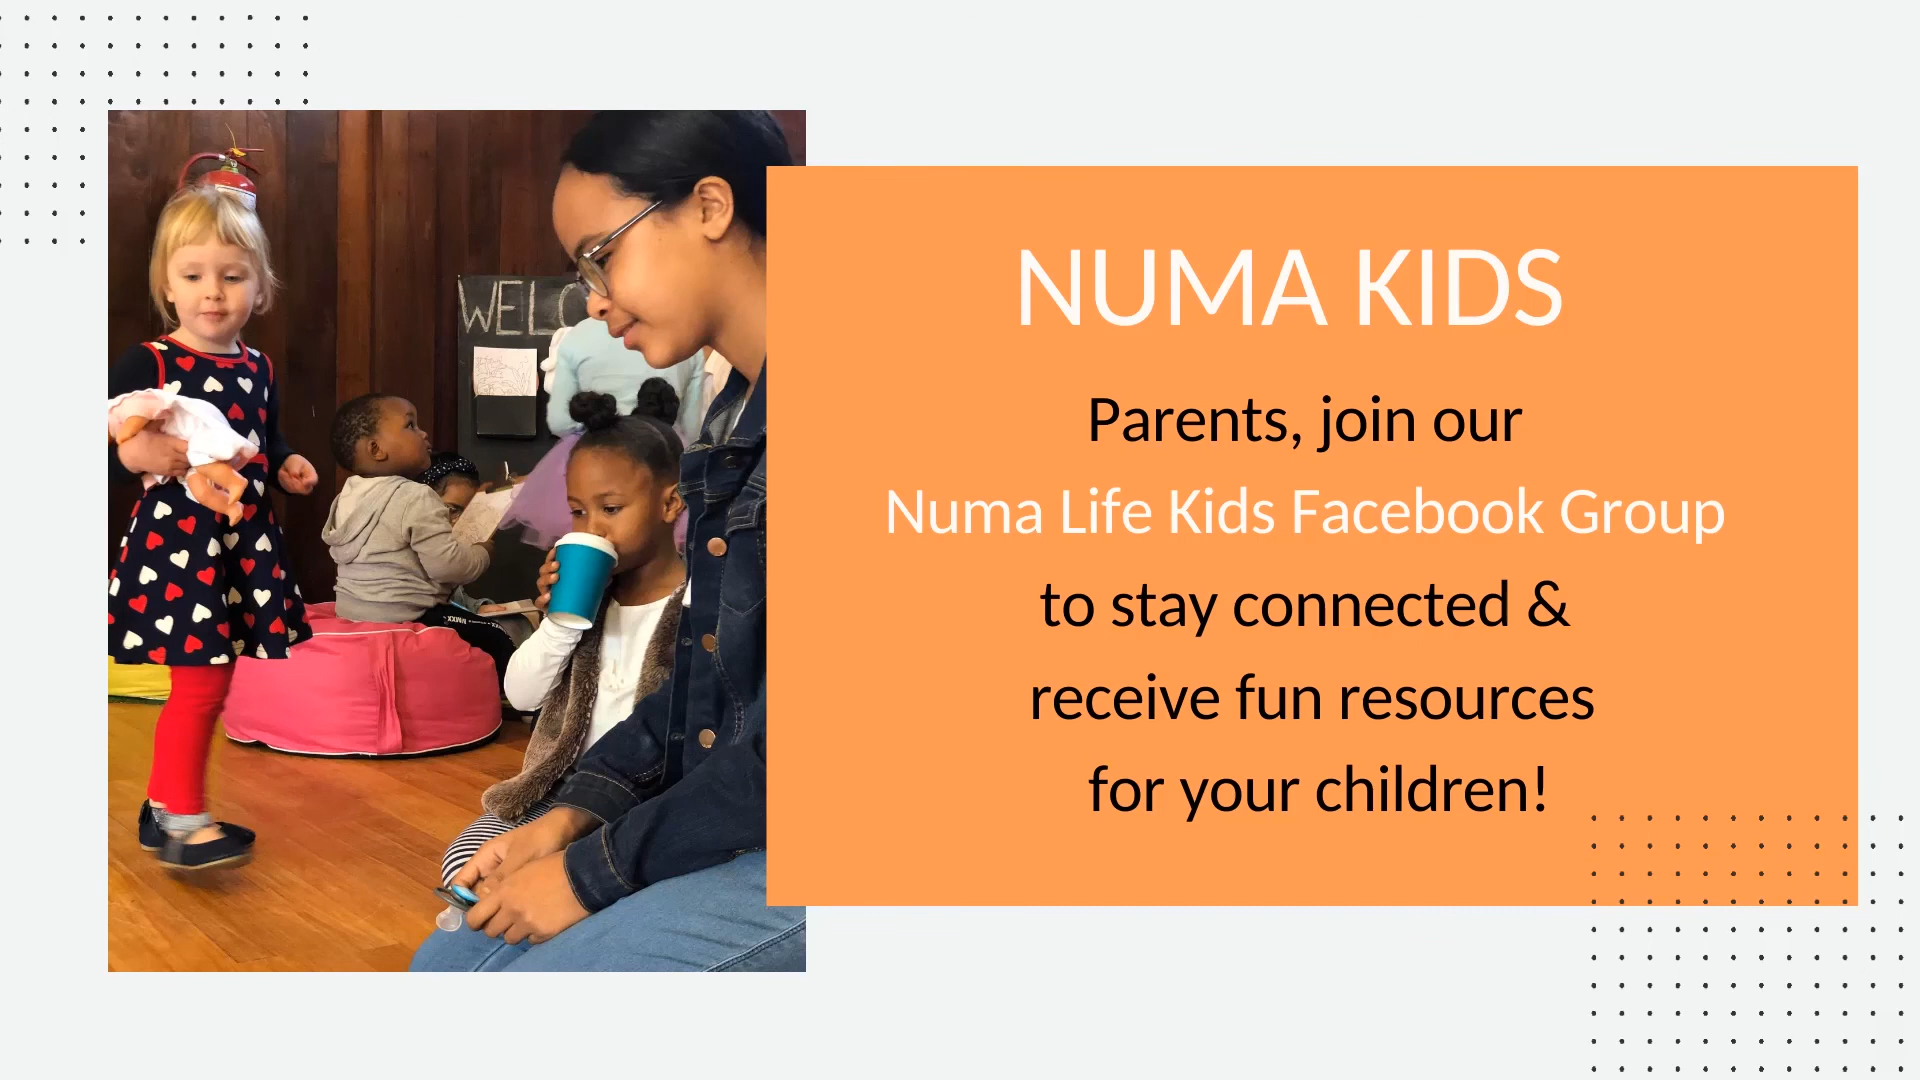 WELC
NUMA KIDS
Parents, join our
Numa Life Kids Facebook Group
to stay connected &
receive fun resources
for your children!